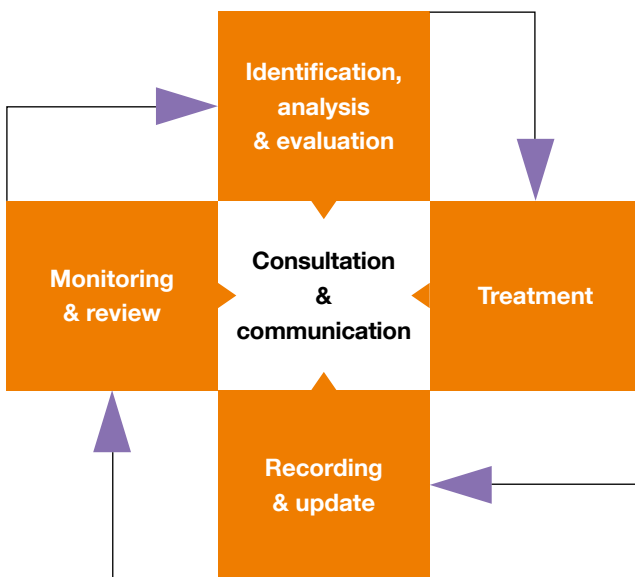 Identification,
analysis
& evaluation
Monitoring
& review
Consultation
&
communication
Treatment
Recording
& update